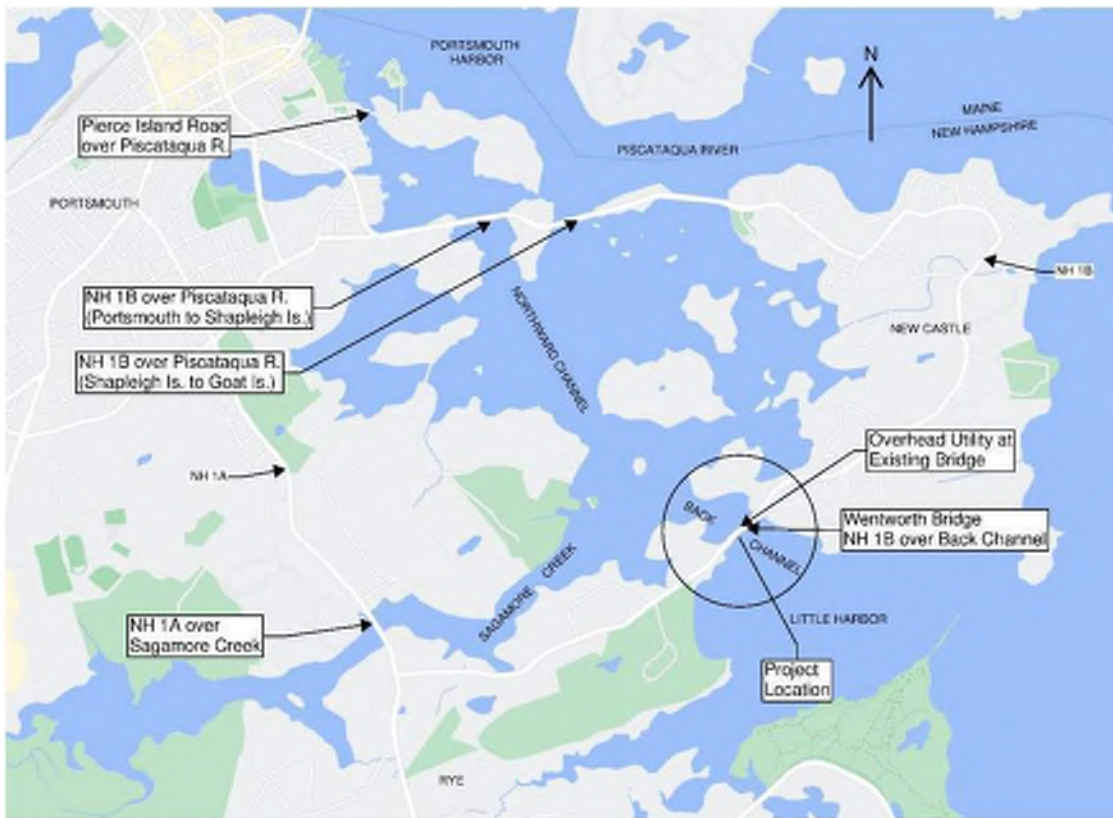 PORTSMOUTH
HARBOR
N
MAINE
NEW HAMPSHIRE
Pierce Island Road
over Piscataqua R.
PISCATAQUA RIVER
PORTSMOUTH
NH 1B
NH 1B over Piscataqua R.
(Portsmouth to Shapleigh Is.)
NORTHWARD CHANNEL
NEW CASTLE
NH 1B over Piscataqua R.
(Shapleigh Is. to Goat Is.)
Overhead Utility at
Existing Bridge
NH 1A
BACK
CHANNEL
Wentworth Bridge
NH 1B over Back Channel
SAGAMORE CREEK
LITTLE HARBOR
NH 1A over
Sagamore Creek
Project
Location
RYE